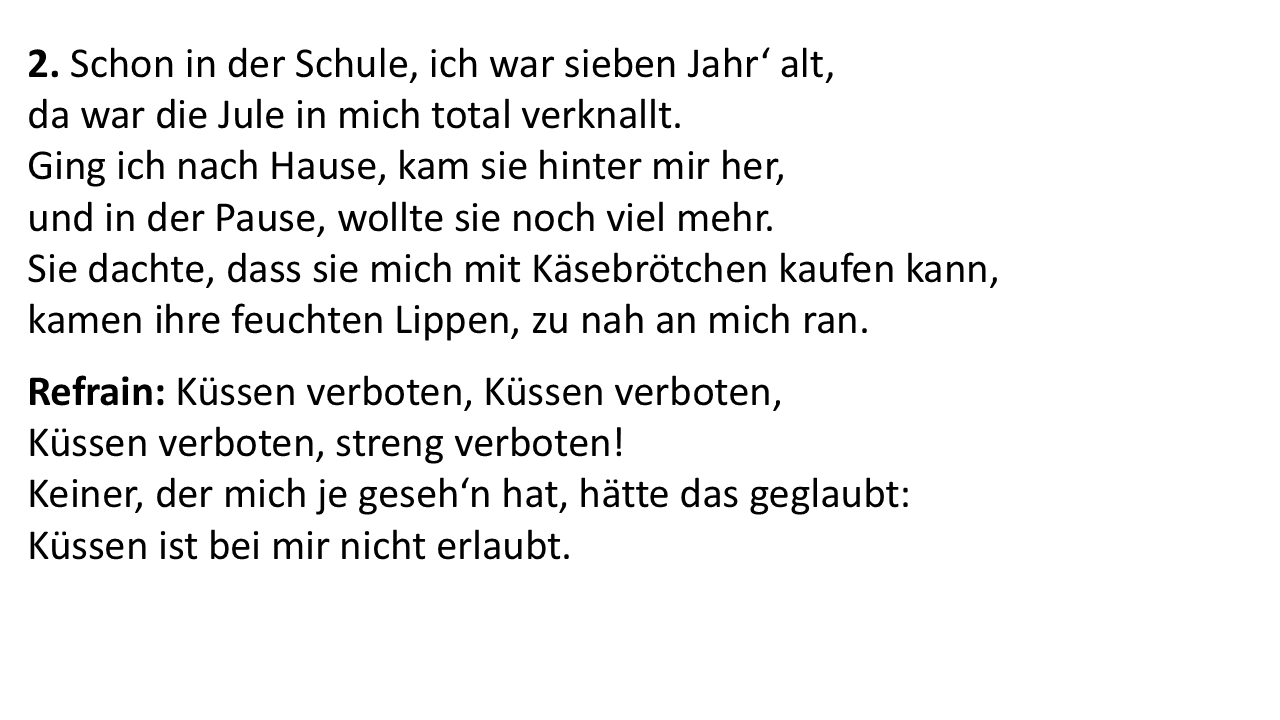 2. Schon in der Schule, ich war sieben Jahr‘ alt,
da war die Jule in mich total verknallt.
Ging ich nach Hause, kam sie hinter mir her,
und in der Pause, wollte sie noch viel mehr.
Sie dachte, dass sie mich mit Käsebrötchen kaufen kann,
kamen ihre feuchten Lippen, zu nah an mich ran.
Refrain: Küssen verboten, Küssen verboten,
Küssen verboten, streng verboten!
Keiner, der mich je geseh‘n hat, hätte das geglaubt:
Küssen ist bei mir nicht erlaubt.